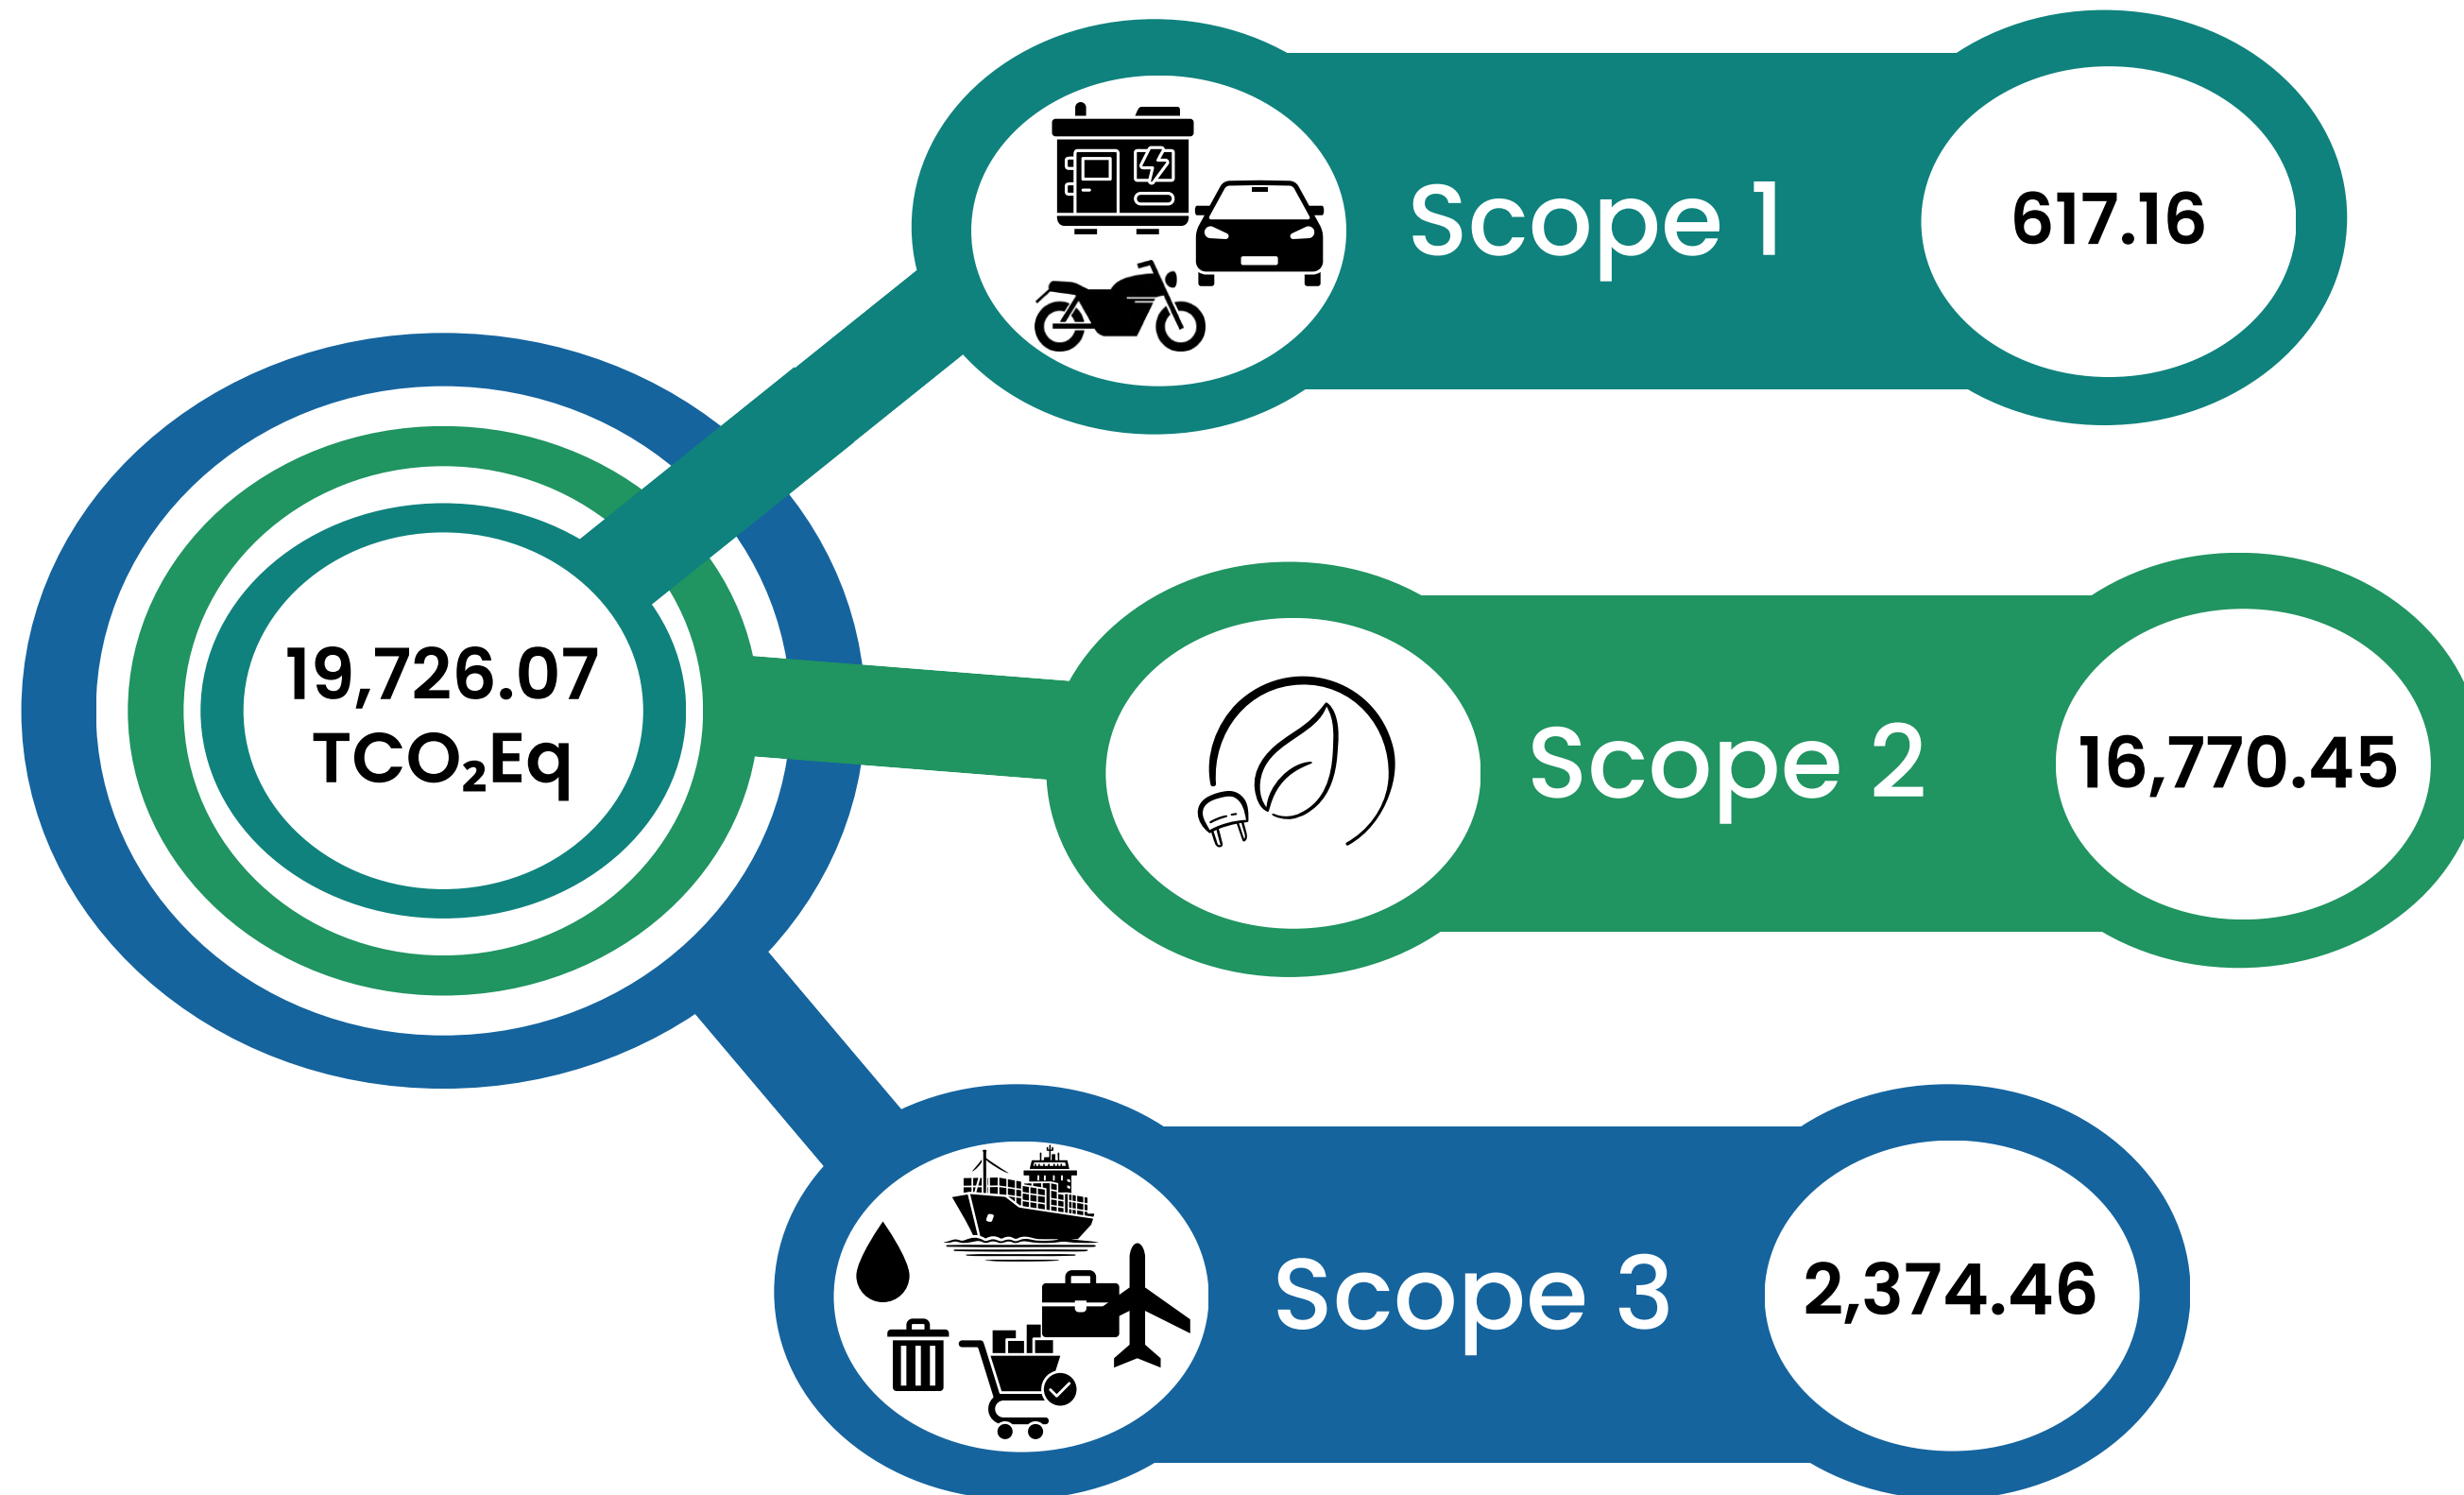 Scope 1
617.16
19,726.07
TCO₂Eq
Scope 2
16,770.45
Scope 3
2,374.46